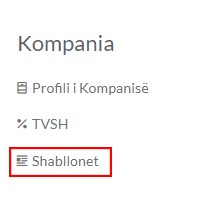 Kompania
Profili i Kompanisë
TVSH
Shabllonet